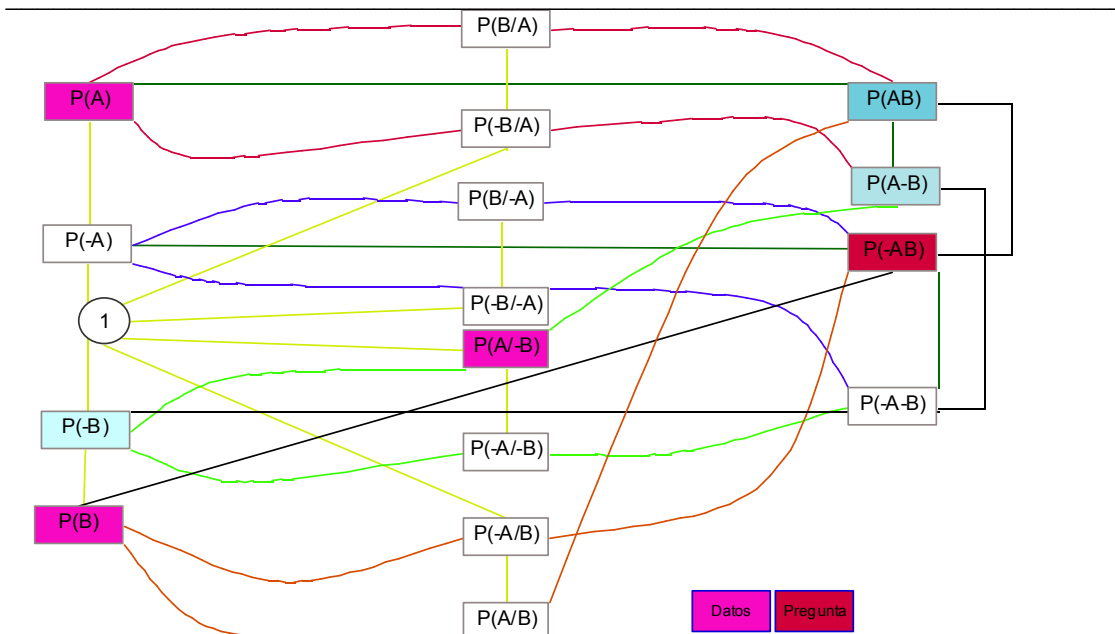 P(B/A)
P(A)
P(AB)
P(-B/A)
P(A-B)
P(B/-A)
P(-A)
P(-AB)
P(-B/-A)
1
P(A/-B)
P(-A-B)
P(-B)
P(-A/-B)
P(B)
P(-A/B)
P(A/B)
Datos
Pregunta